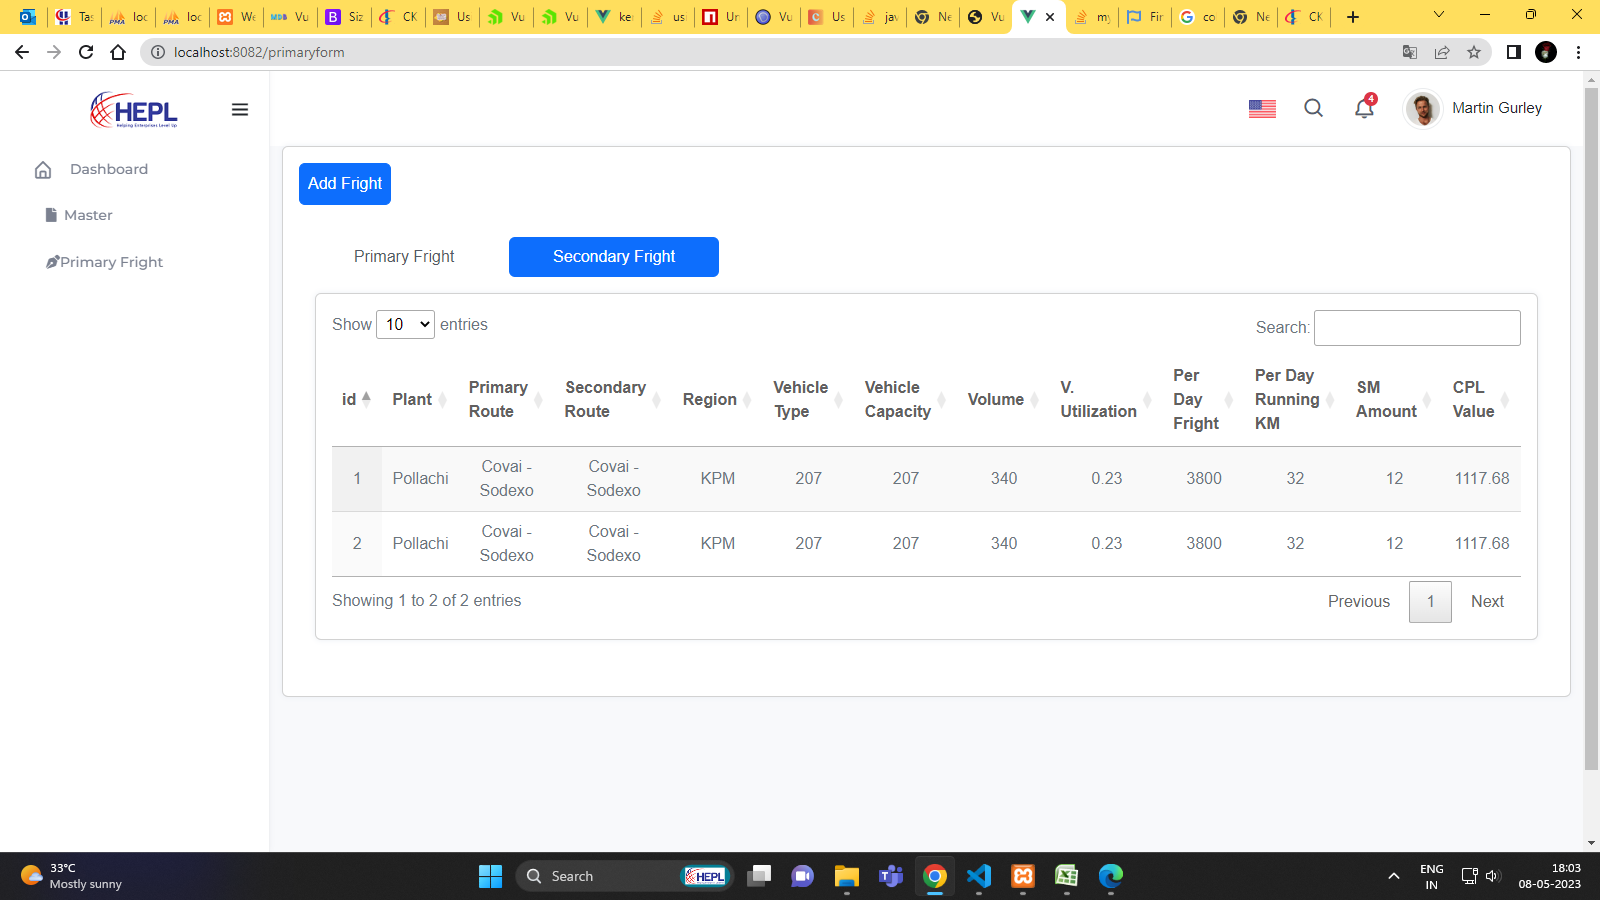 Tas
loc
loc
We
Vu
Siz
CK
Us
Vu
Vu
ke
us
Ur
Vu
Us
jav
Ne
Vu
my
Fir
co
Ne
CK
localhost:8082/primaryform
HEPL
Helping Enterprises Level Up
4
Martin Gurley
Dashboard
Master
Primary Fright
Add Fright
Primary Fright
Secondary Fright
Show 10 entries
Search:
id Plant Primary Route Secondary Route Region Vehicle Type Vehicle Capacity Volume V. Utilization Per Day Fright Per Day Running KM SM Amount CPL Value
1 Pollachi Covai - Sodexo Covai - Sodexo KPM 207 207 340 0.23 3800 32 12 1117.68
2 Pollachi Covai - Sodexo Covai - Sodexo KPM 207 207 340 0.23 3800 32 12 1117.68
Showing 1 to 2 of 2 entries
Previous 1 Next
33°C
Mostly sunny
Search
HEPL
ENG
IN
18:03
08-05-2023